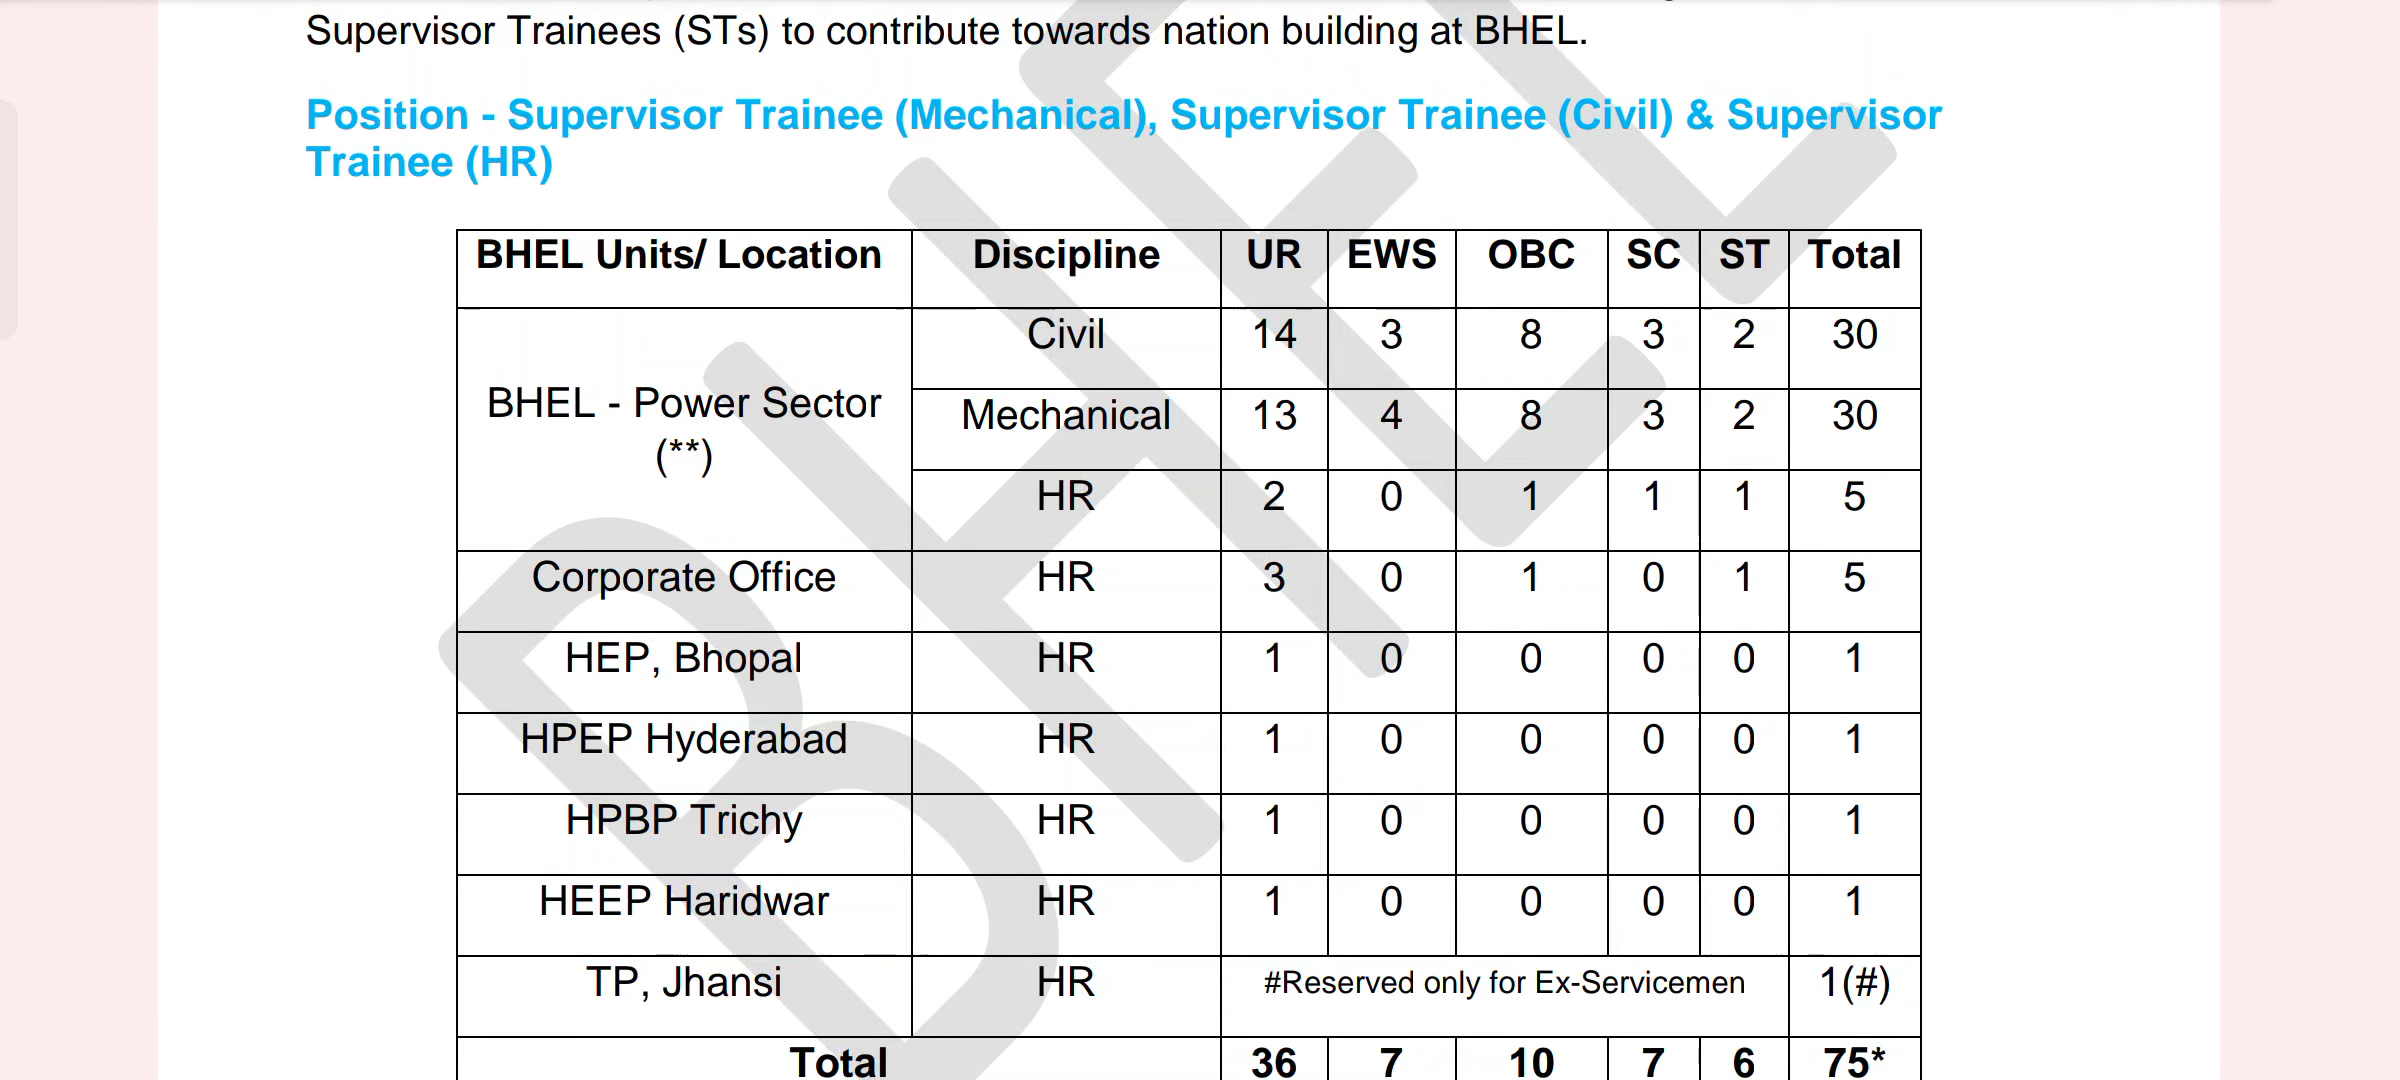 Supervisor Trainees (STs) to contribute towards nation building at BHEL.
Position - Supervisor Trainee (Mechanical), Supervisor Trainee (Civil) & Supervisor
Trainee (HR)
BHEL Units/ Location Discipline UR EWS OBC SC ST Total
BHEL - Power Sector (**) Civil 14 3 8 3 2 30
Mechanical 13 4 8 3 2 30
HR 2 0 1 1 1 5
Corporate Office HR 3 0 1 0 1 5
HEP, Bhopal HR 1 0 0 0 0 1
HPEP Hyderabad HR 1 0 0 0 0 1
HPBP Trichy HR 1 0 0 0 0 1
HEEP Haridwar HR 1 0 0 0 0 1
TP, Jhansi HR #Reserved only for Ex-Servicemen 1(#)
Total 36 7 10 7 6 75*
BHEL